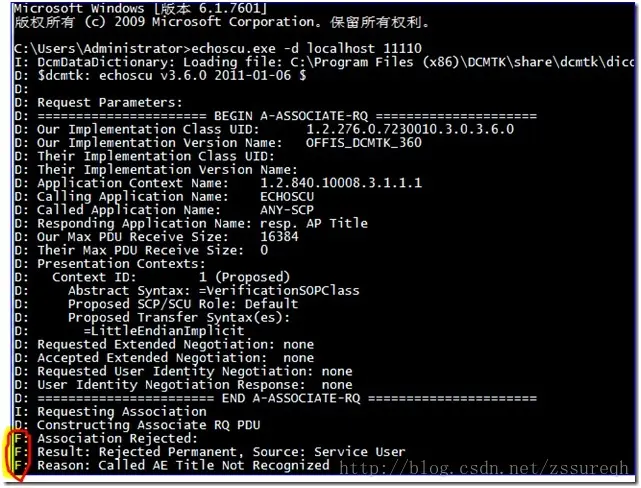 Microsoft Windows [版本 6.1.7601]
版权所有 (c) 2009 Microsoft Corporation。保留所有权利。
C:\Users\Administrator>echoscu.exe -d localhost 11110
I: DcmDataDictionary: Loading file: C:\Program Files (x86)\DCMTK\share\dcmtk\dico
D: $dcmtk: echoscu v3.6.0 2011-01-06 $
D:
D: Request Parameters:
D: ====================== BEGIN A-ASSOCIATE-RQ =====================
D: Our Implementation Class UID:      1.2.276.0.7230010.3.0.3.6.0
D: Our Implementation Version Name:   OFFIS_DCMTK_360
D: Their Implementation Class UID:
D: Their Implementation Version Name:
D: Application Context Name:    1.2.840.10008.3.1.1.1
D: Calling Application Name:    ECHOSCU
D: Called Application Name:     ANY-SCP
D: Responding Application Name: resp. AP Title
D: Our Max PDU Receive Size:    16384
D: Their Max PDU Receive Size:  0
D: Presentation Contexts:
D:   Context ID:        1 (Proposed)
D:     Abstract Syntax: =VerificationSOPClass
D:     Proposed SCP/SCU Role: Default
D:     Proposed Transfer Syntax(es):
D:       =LittleEndianImplicit
D: Requested Extended Negotiation: none
D: Accepted Extended Negotiation:  none
D: Requested User Identity Negotiation: none
D: User Identity Negotiation Response:  none
D: ======================= END A-ASSOCIATE-RQ ======================
I: Requesting Association
D: Constructing Associate RQ PDU
F: Association Rejected:
F: Result: Rejected Permanent, Source: Service User
F: Reason: Called AE Title Not Recognized
http://blog.csdn.net/zssureqh